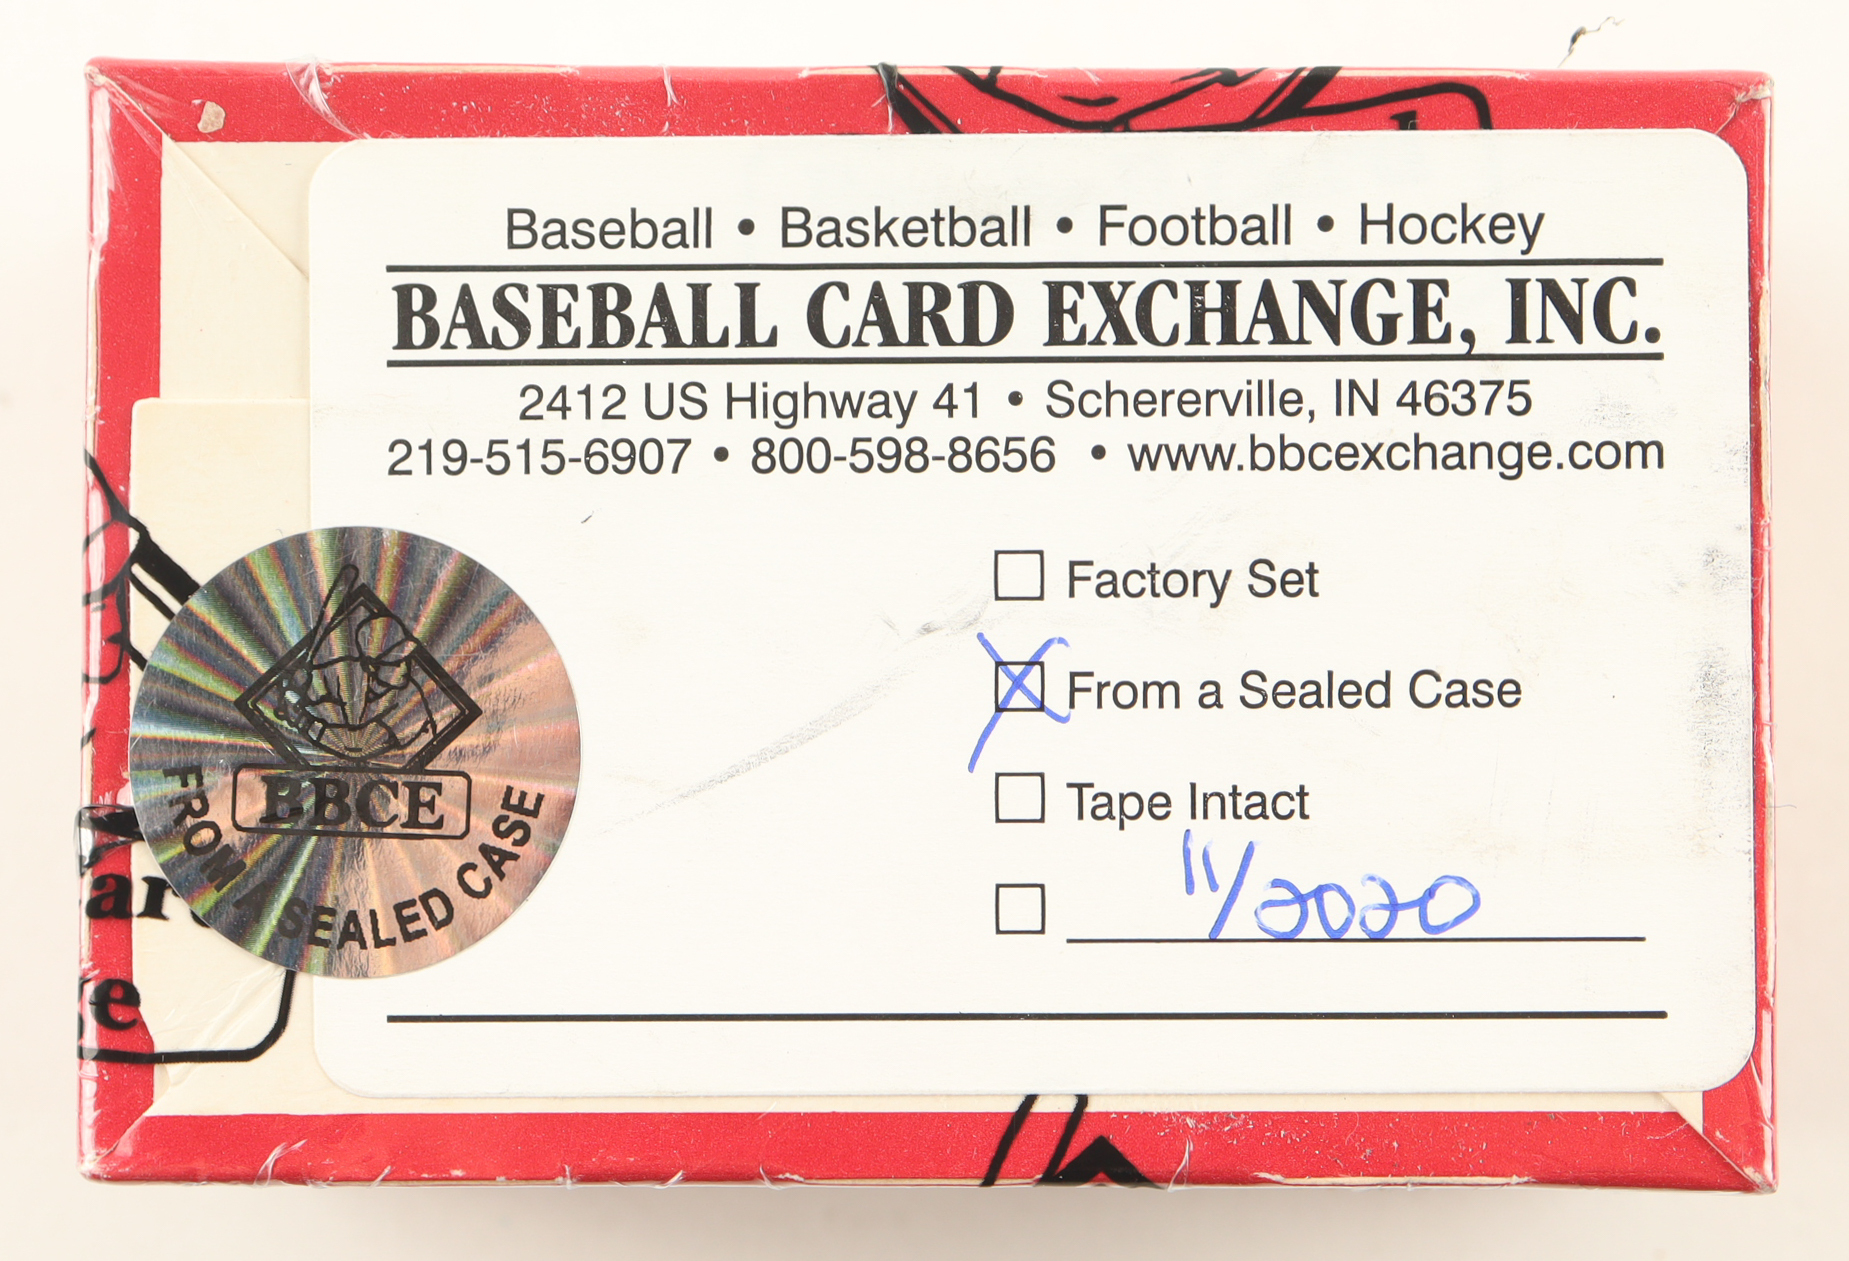 Baseball • Basketball • Football • Hockey
BASEBALL CARD EXCHANGE, INC.
2412 US Highway 41 • Schererville, IN 46375
219-515-6907 • 800-598-8656 • www.bbcexchange.com
Factory Set
From a Sealed Case
Tape Intact
11/2020
BBCE
FROM A SEALED CASE